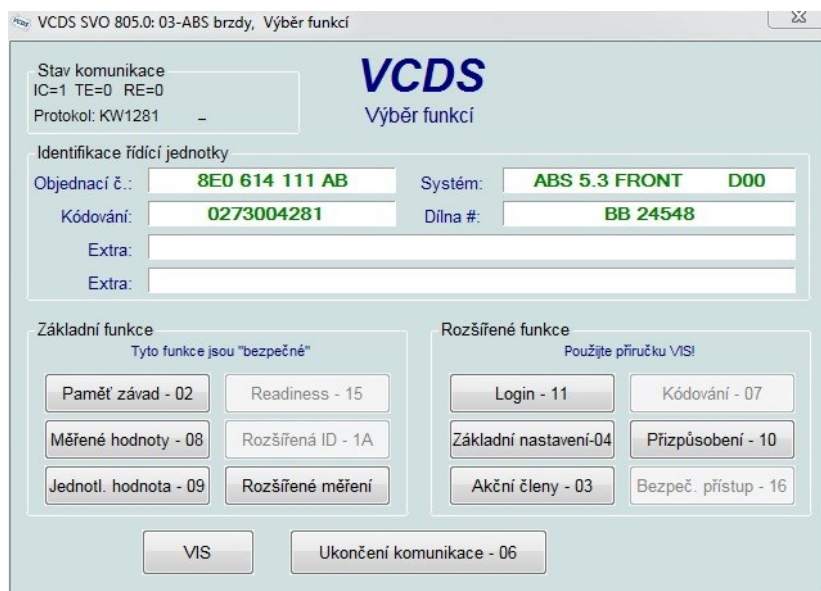 VCDS SVO 805.0: 03-ABS brzdy, Výběr funkcí
Stav komunikace
IC=1 TE=0 RE=0
Protokol: KW1281 –
VCDS
Výběr funkcí
Identifikace řídící jednotky
Objednací č.: 8E0 614 111 AB Systém: ABS 5.3 FRONT D00
Kódování: 0273004281 Dílna #: BB 24548
Extra:
Extra:
Základní funkce
Tyto funkce jsou "bezpečné"
Rozšířené funkce
Použijte příručku VIS!
Paměť závad - 02 Readiness - 15 Login - 11 Kódování - 07
Měřené hodnoty - 08 Rozšířená ID - 1A Základní nastavení-04 Přizpůsobení - 10
Jednotl. hodnota - 09 Rozšířené měření Akční členy - 03 Bezpeč. přístup - 16
VIS Ukončení komunikace - 06